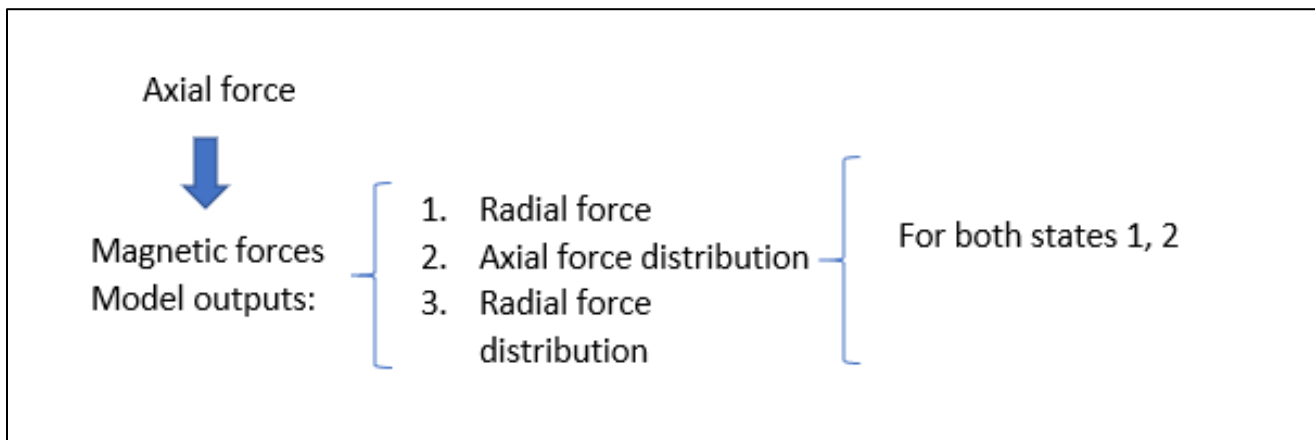 Axial force
Magnetic forces
Model outputs:
1. Radial force
2. Axial force distribution
3. Radial force
distribution
For both states 1, 2